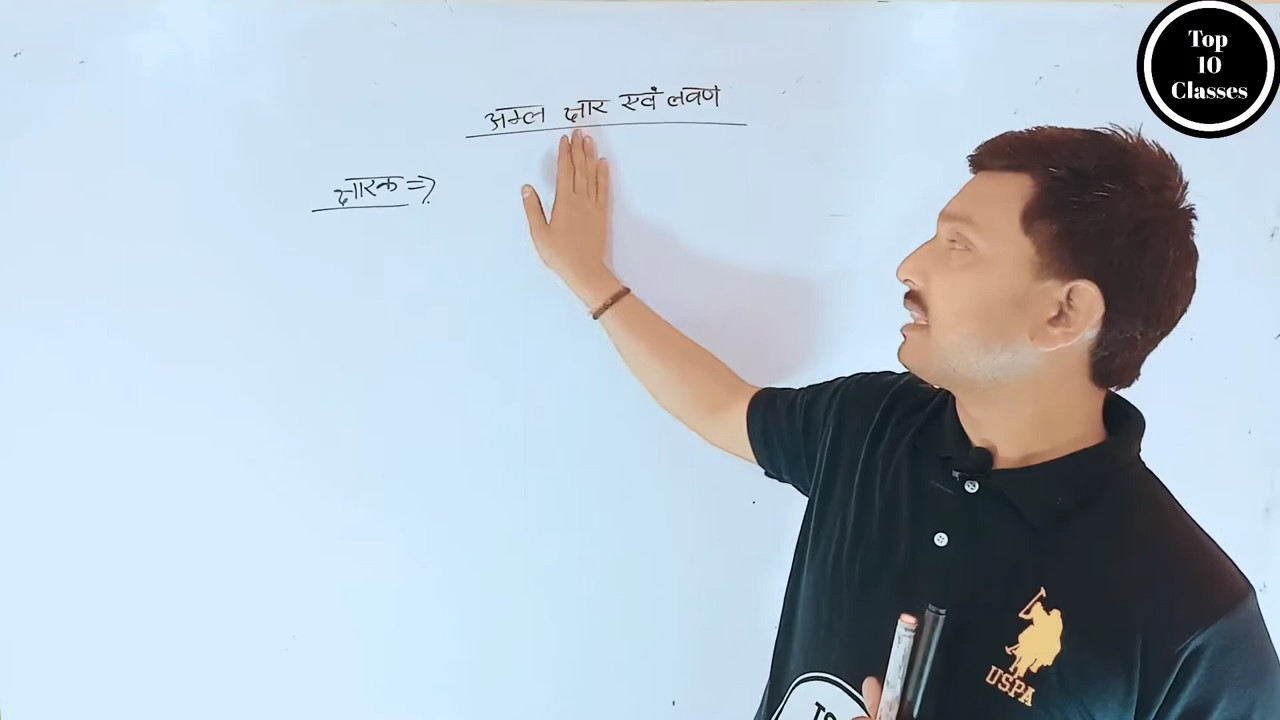 Top
10
Classes
अम्ल क्षार एवं लवण
क्षारक =>
USPA